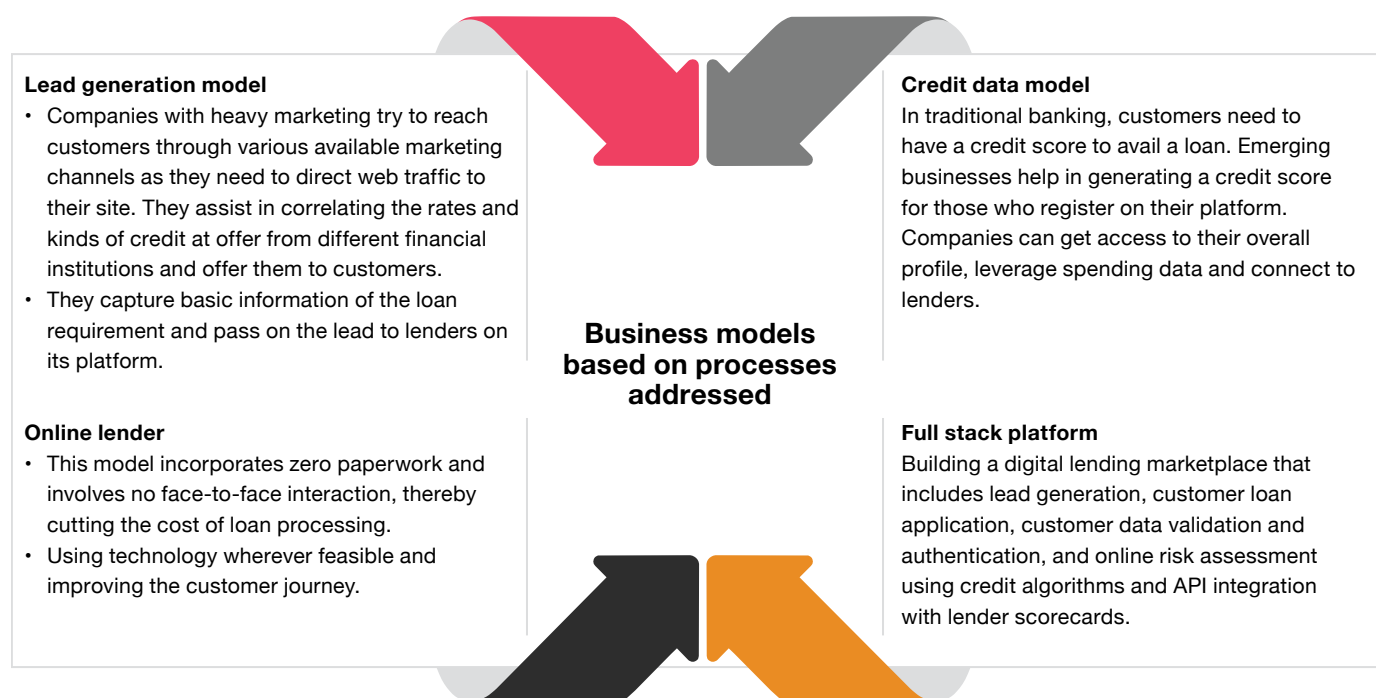 Lead generation model
• Companies with heavy marketing try to reach
customers through various available marketing
channels as they need to direct web traffic to
their site. They assist in correlating the rates and
kinds of credit at offer from different financial
institutions and offer them to customers.
• They capture basic information of the loan
requirement and pass on the lead to lenders on
its platform.
Credit data model
In traditional banking, customers need to
have a credit score to avail a loan. Emerging
businesses help in generating a credit score
for those who register on their platform.
Companies can get access to their overall
profile, leverage spending data and connect to
lenders.
Business models
based on processes
addressed
Online lender
• This model incorporates zero paperwork and
involves no face-to-face interaction, thereby
cutting the cost of loan processing.
• Using technology wherever feasible and
improving the customer journey.
Full stack platform
Building a digital lending marketplace that
includes lead generation, customer loan
application, customer data validation and
authentication, and online risk assessment
using credit algorithms and API integration
with lender scorecards.